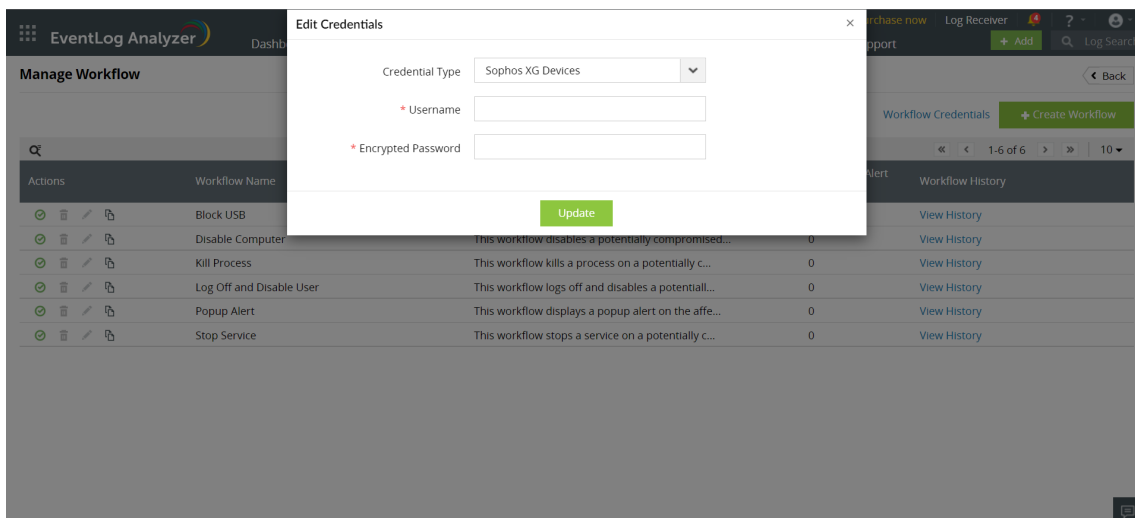 Edit Credentials
×
EventLog Analyzer
Dashb
rchase now
Log Receiver
4
?
pport
+ Add
Log Search
Credential Type
Sophos XG Devices
* Username
* Encrypted Password
Update
Manage Workflow
Back
Workflow Credentials
+ Create Workflow
1-6 of 6
10
Actions
Workflow Name
Alert
Workflow History
Block USB
View History
Disable Computer
This workflow disables a potentially compromised...
0
View History
Kill Process
This workflow kills a process on a potentially c...
0
View History
Log Off and Disable User
This workflow logs off and disables a potentiall...
0
View History
Popup Alert
This workflow displays a popup alert on the affe...
0
View History
Stop Service
This workflow stops a service on a potentially c...
0
View History